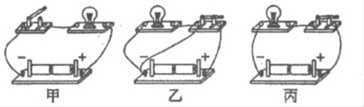 － ＋ － ＋ － ＋
甲 乙 丙